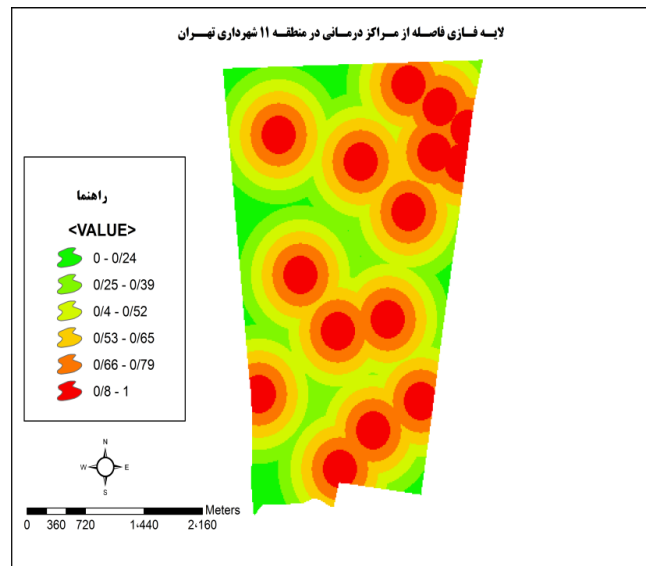 لایه فازی فاصله از مراکز درمانی در منطقه ۱۱ شهرداری تهران
راهنما
<VALUE>
0 - 0/24
0/25 - 0/39
0/4 - 0/52
0/53 - 0/65
0/66 - 0/79
0/8 - 1
N
W E
S
Meters
0 360 720 1،440 2،160